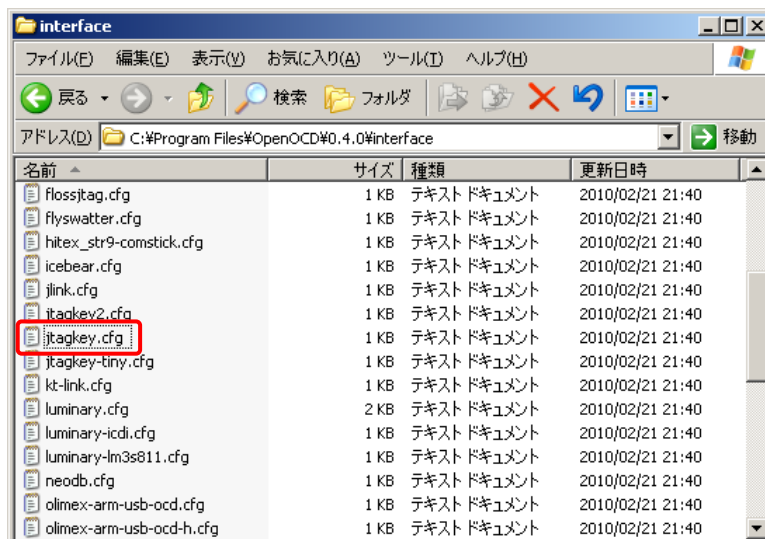 interface
ファイル(F) 編集(E) 表示(V) お気に入り(A) ツール(T) ヘルプ(H)
戻る 検索 フォルダ
アドレス(D) C:¥Program Files¥OpenOCD¥0.4.0¥interface 移動
名前 サイズ 種類 更新日時
flossjtag.cfg 1 KB テキスト ドキュメント 2010/02/21 21:40
flyswatter.cfg 1 KB テキスト ドキュメント 2010/02/21 21:40
hitex_str9-comstick.cfg 1 KB テキスト ドキュメント 2010/02/21 21:40
icebear.cfg 1 KB テキスト ドキュメント 2010/02/21 21:40
jlink.cfg 1 KB テキスト ドキュメント 2010/02/21 21:40
jtagkey2.cfg 1 KB テキスト ドキュメント 2010/02/21 21:40
jtagkey.cfg 1 KB テキスト ドキュメント 2010/02/21 21:40
jtagkey-tiny.cfg 1 KB テキスト ドキュメント 2010/02/21 21:40
kt-link.cfg 1 KB テキスト ドキュメント 2010/02/21 21:40
luminary.cfg 2 KB テキスト ドキュメント 2010/02/21 21:40
luminary-icdi.cfg 1 KB テキスト ドキュメント 2010/02/21 21:40
luminary-lm3s811.cfg 1 KB テキスト ドキュメント 2010/02/21 21:40
neodb.cfg 1 KB テキスト ドキュメント 2010/02/21 21:40
olimex-arm-usb-ocd.cfg 1 KB テキスト ドキュメント 2010/02/21 21:40
olimex-arm-usb-ocd-h.cfg 1 KB テキスト ドキュメント 2010/02/21 21:40